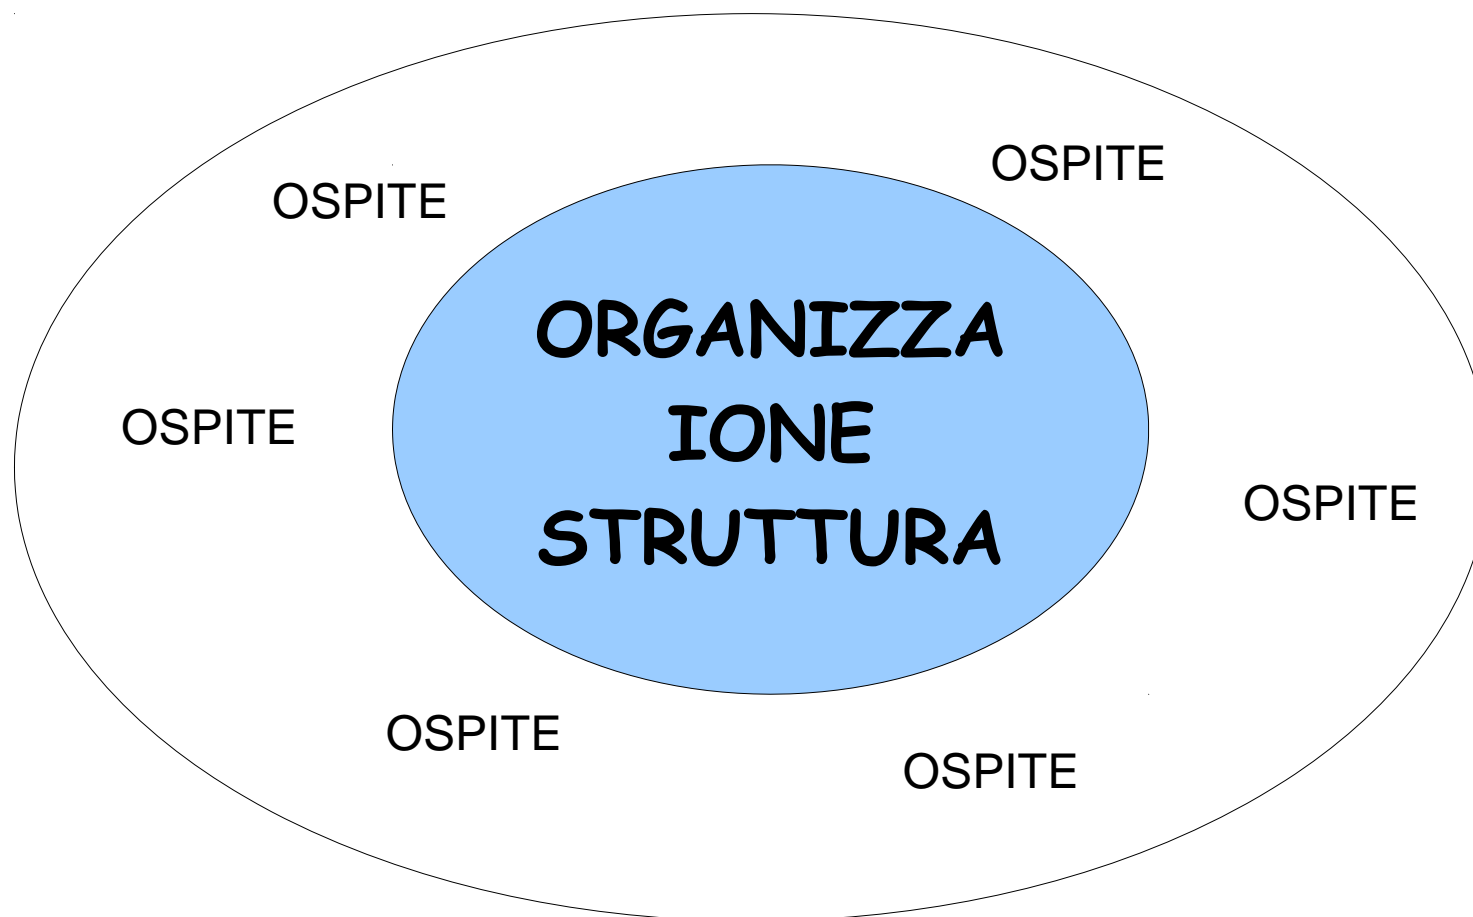 OSPITE
OSPITE
ORGANIZZA
IONE
STRUTTURA
OSPITE
OSPITE
OSPITE
OSPITE